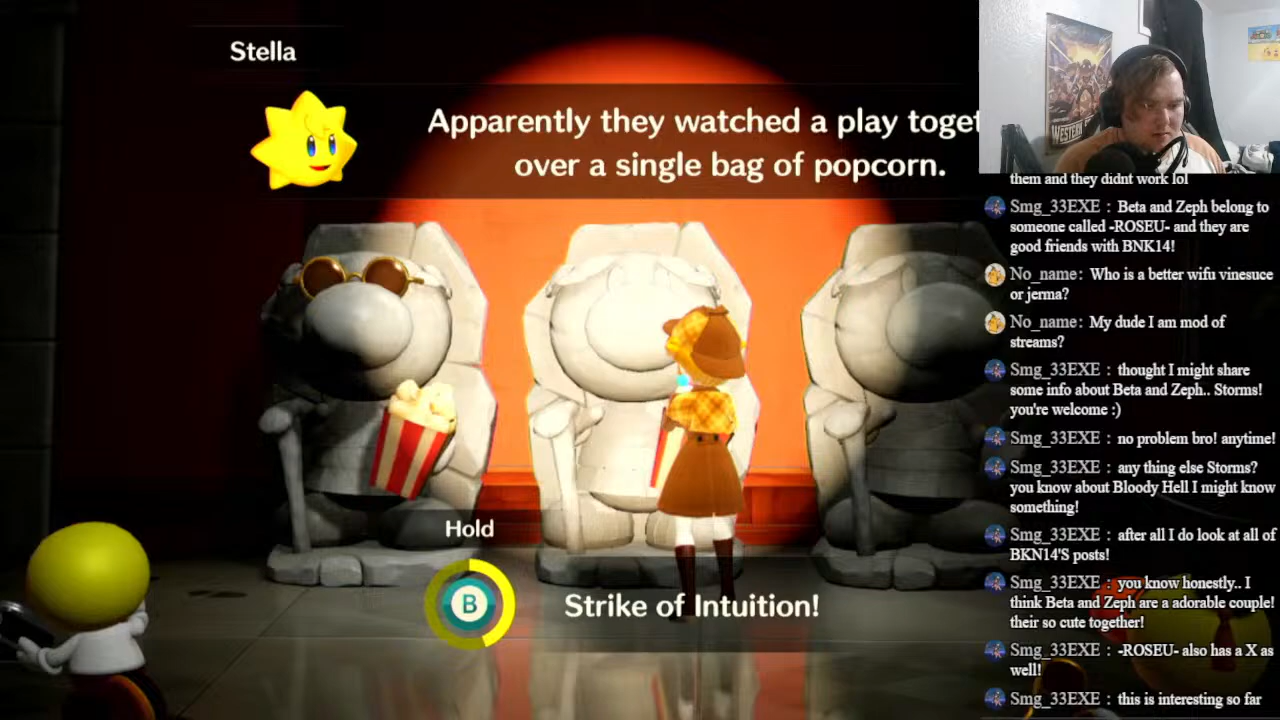 Stella
Apparently they watched a play toget
over a single bag of popcorn.
Hold
B
Strike of Intuition!
WESTERN
them and they didnt work lol
Smg_33EXE : Beta and Zeph belong to
someone called -ROSEU- and they are
good friends with BNK14!
No_name: Who is a better wifu vinesuce
or jerma?
No_name: My dude I am mod of
streams?
Smg_33EXE : thought I might share
some info about Beta and Zeph.. Storms!
you're welcome :)
Smg_33EXE : no problem bro! anytime!
Smg_33EXE : any thing else Storms?
you know about Bloody Hell I might know
something!
Smg_33EXE : after all I do look at all of
BKN14'S posts!
Smg_33EXE : you know honestly.. I
think Beta and Zeph are a adorable couple!
their so cute together!
Smg_33EXE : -ROSEU- also has a X as
well!
Smg_33EXE : this is interesting so far